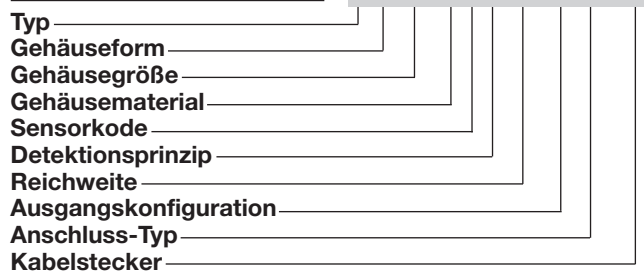 Typ
Gehäuseform
Gehäusegröße
Gehäusematerial
Sensorkode
Detektionsprinzip
Reichweite
Ausgangskonfiguration
Anschluss-Typ
Kabelstecker